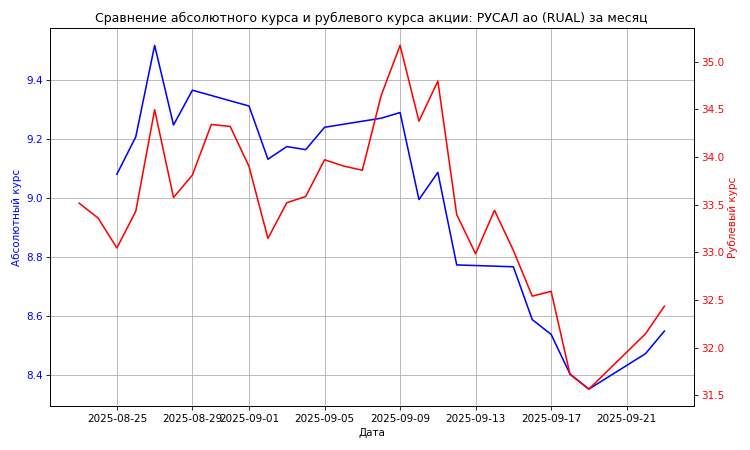 Сравнение абсолютного курса и рублевого курса акции: РУСАЛ ао (RUAL) за месяц
Абсолютный курс
9.4
9.2
9.0
8.8
8.6
8.4
35.0
34.5
34.0
33.5
33.0
32.5
32.0
31.5
Рублевый курс
2025-08-25 2025-08-29 2025-09-01 2025-09-05 2025-09-09 2025-09-13 2025-09-17 2025-09-21
Дата